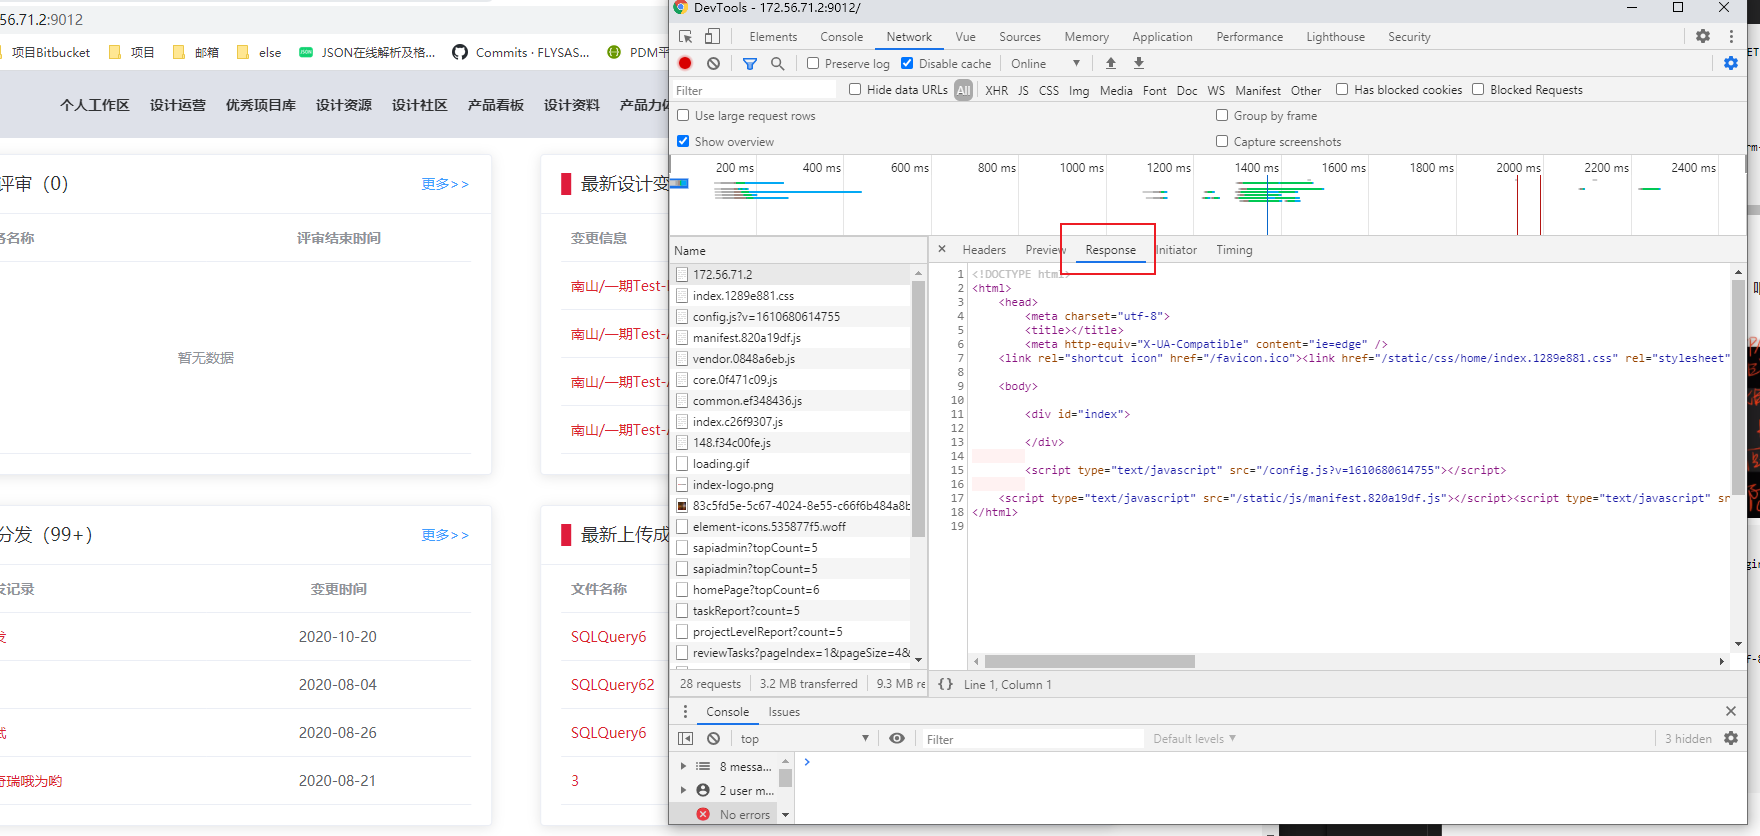 56.71.2:9012
项目Bitbucket 项目 邮箱 else JSON在线解析及格... Commits · FLYSAS... PDM平
个人工作区 设计运营 优秀项目库 设计资源 设计社区 产品看板 设计资料 产品力体
评审（0） 更多>>
务名称 评审结束时间
暂无数据
最新设计变
变更信息
南山/一期Test-
南山/一期Test-
南山/一期Test-
南山/一期Test-
分发（99+） 更多>>
发记录 变更时间
发 2020-10-20
2020-08-04
试 2020-08-26
奇瑞哦为哟 2020-08-21
最新上传成
文件名称
SQLQuery6
SQLQuery62
SQLQuery6
3
DevTools - 172.56.71.2:9012/
Elements Console Network Vue Sources Memory Application Performance Lighthouse Security
Preserve log Disable cache Online
Filter Hide data URLs All XHR JS CSS Img Media Font Doc WS Manifest Other Has blocked cookies Blocked Requests
Use large request rows Group by frame
Show overview Capture screenshots
200 ms 400 ms 600 ms 800 ms 1000 ms 1200 ms 1400 ms 1600 ms 1800 ms 2000 ms 2200 ms 2400 ms
Name
172.56.71.2
index.1289e881.css
config.js?v=1610680614755
manifest.820a19df.js
vendor.0848a6eb.js
core.0f471c09.js
common.ef348436.js
index.c26f9307.js
148.f34c00fe.js
loading.gif
index-logo.png
83c5fd5e-5c67-4024-8e55-c66f6b484a8b
element-icons.535877f5.woff
sapiadmin?topCount=5
sapiadmin?topCount=5
homePage?topCount=6
taskReport?count=5
projectLevelReport?count=5
reviewTasks?pageIndex=1&pageSize=4&
28 requests 3.2 MB transferred 9.3 MB re
Headers Preview Response Initiator Timing
1 <!DOCTYPE html>
2 <html>
3 <head>
4 <meta charset="utf-8">
5 <title></title>
6 <meta http-equiv="X-UA-Compatible" content="ie=edge" />
7 <link rel="shortcut icon" href="/favicon.ico"><link href="/static/css/home/index.1289e881.css" rel="stylesheet"
8
9 <body>
10
11 <div id="index">
12
13 </div>
14
15 <script type="text/javascript" src="/config.js?v=1610680614755"></script>
16
17 <script type="text/javascript" src="/static/js/manifest.820a19df.js"></script><script type="text/javascript" sr
18 </html>
19
{} Line 1, Column 1
Console Issues
top Filter Default levels 3 hidden
8 messa...
2 user m...
No errors